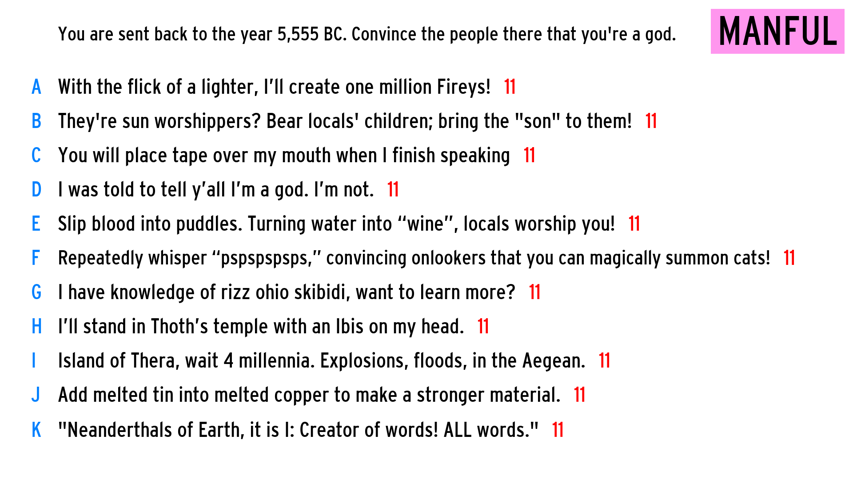 You are sent back to the year 5,555 BC. Convince the people there that you're a god.
MANFUL
A With the flick of a lighter, I’ll create one million Fireys! 11
B They're sun worshippers? Bear locals' children; bring the "son" to them! 11
C You will place tape over my mouth when I finish speaking 11
D I was told to tell y’all I’m a god. I’m not. 11
E Slip blood into puddles. Turning water into “wine”, locals worship you! 11
F Repeatedly whisper “pspspspsps,” convincing onlookers that you can magically summon cats! 11
G I have knowledge of rizz ohio skibidi, want to learn more? 11
H I’ll stand in Thoth’s temple with an Ibis on my head. 11
I Island of Thera, wait 4 millennia. Explosions, floods, in the Aegean. 11
J Add melted tin into melted copper to make a stronger material. 11
K "Neanderthals of Earth, it is I: Creator of words! ALL words." 11